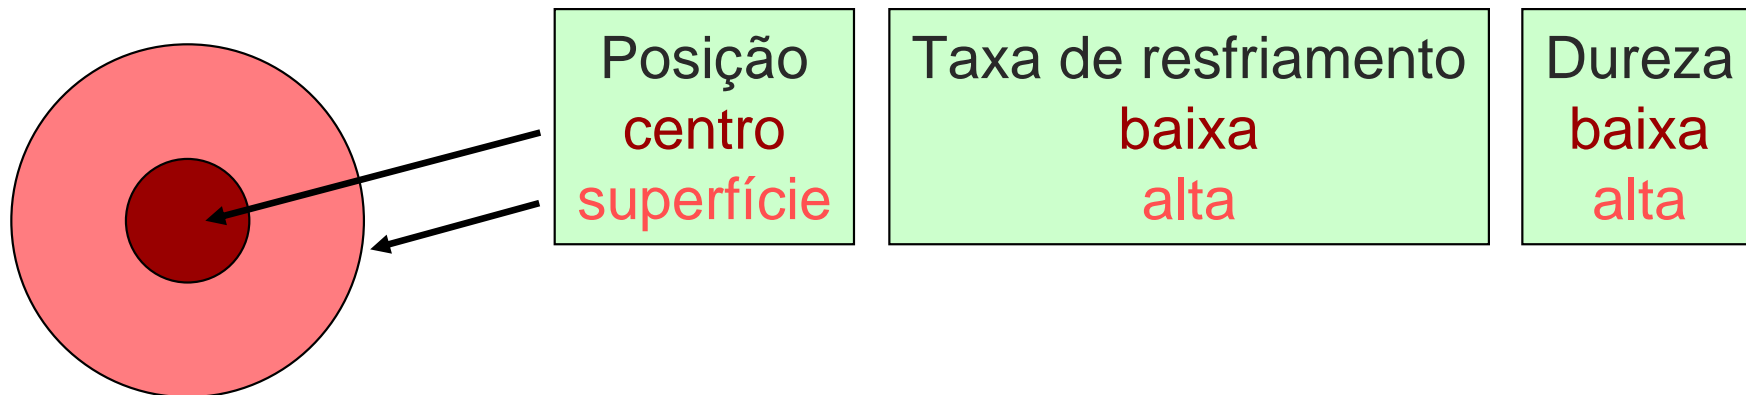 Posição
centro
superfície
Taxa de resfriamento
baixa
alta
Dureza
baixa
alta